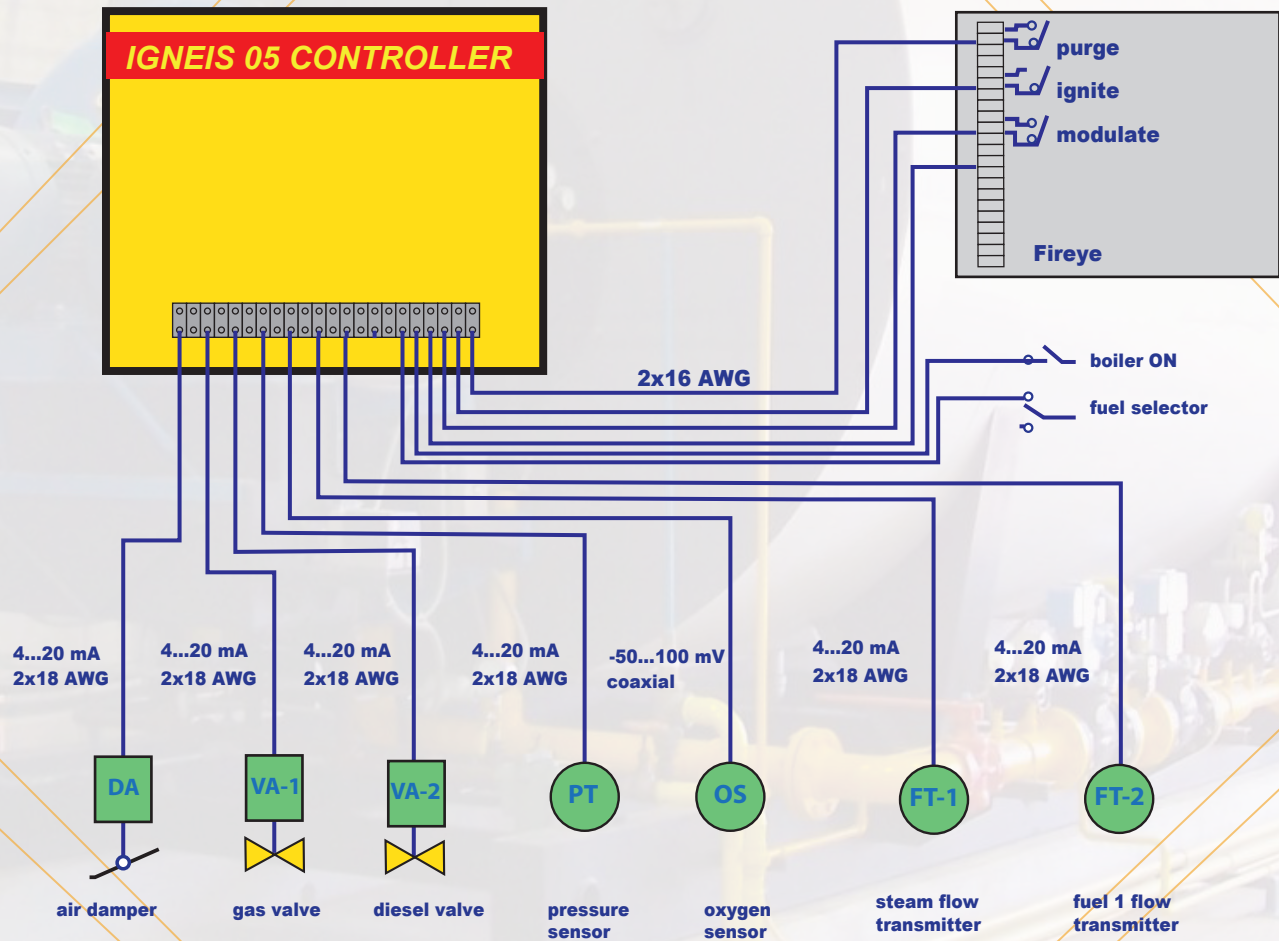 IGNEIS 05 CONTROLLER
purge
ignite
modulate
Fireye
2x16 AWG
boiler ON
fuel selector
4...20 mA
2x18 AWG
4...20 mA
2x18 AWG
4...20 mA
2x18 AWG
4...20 mA
2x18 AWG
-50...100 mV
coaxial
4...20 mA
2x18 AWG
4...20 mA
2x18 AWG
DA
VA-1
VA-2
PT
OS
FT-1
FT-2
air damper
gas valve
diesel valve
pressure
sensor
oxygen
sensor
steam flow
transmitter
fuel 1 flow
transmitter